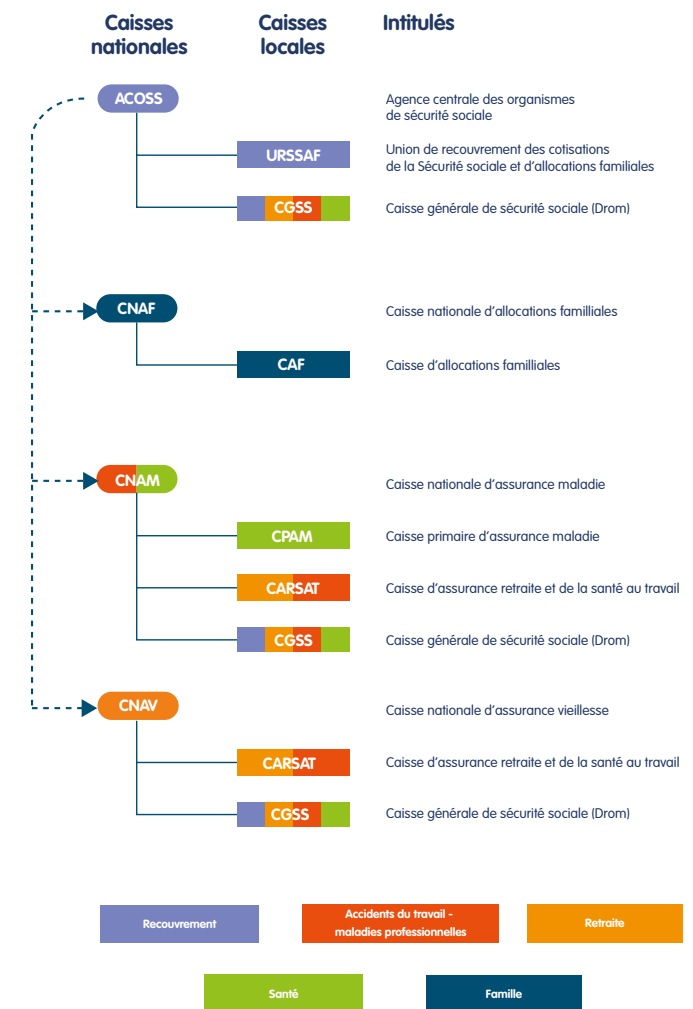 Caisses
nationales
Caisses
locales
Intitulés
ACOSS
Agence centrale des organismes
de sécurité sociale
URSSAF
Union de recouvrement des cotisations
de la Sécurité sociale et d'allocations familiales
CGSS
Caisse générale de sécurité sociale (Drom)
CNAF
Caisse nationale d'allocations familliales
CAF
Caisse d'allocations familliales
CNAM
Caisse nationale d'assurance maladie
CPAM
Caisse primaire d'assurance maladie
CARSAT
Caisse d'assurance retraite et de la santé au travail
CGSS
Caisse générale de sécurité sociale (Drom)
CNAV
Caisse nationale d'assurance vieillesse
CARSAT
Caisse d'assurance retraite et de la santé au travail
CGSS
Caisse générale de sécurité sociale (Drom)
Recouvrement
Accidents du travail -
maladies professionnelles
Retraite
Santé
Famille